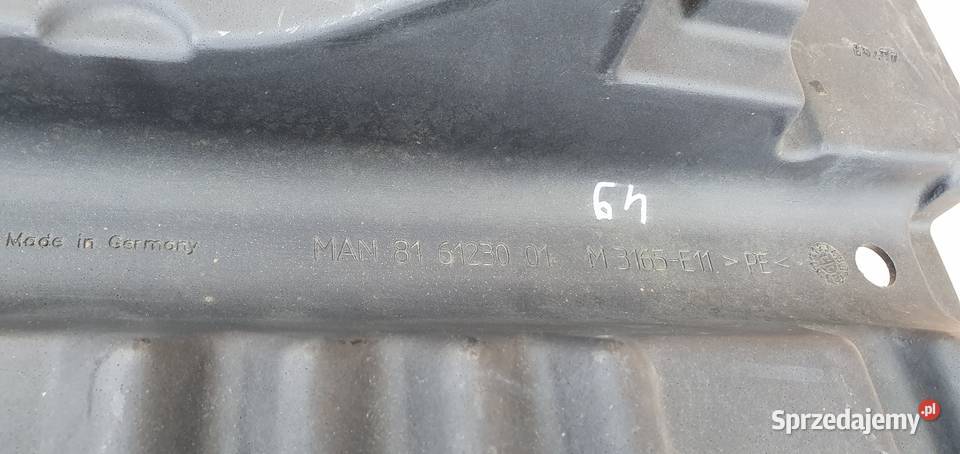 64
Made in Germany MAN 81 61230 01 M 3165-E11 >PE<
Sprzedajemy.pl